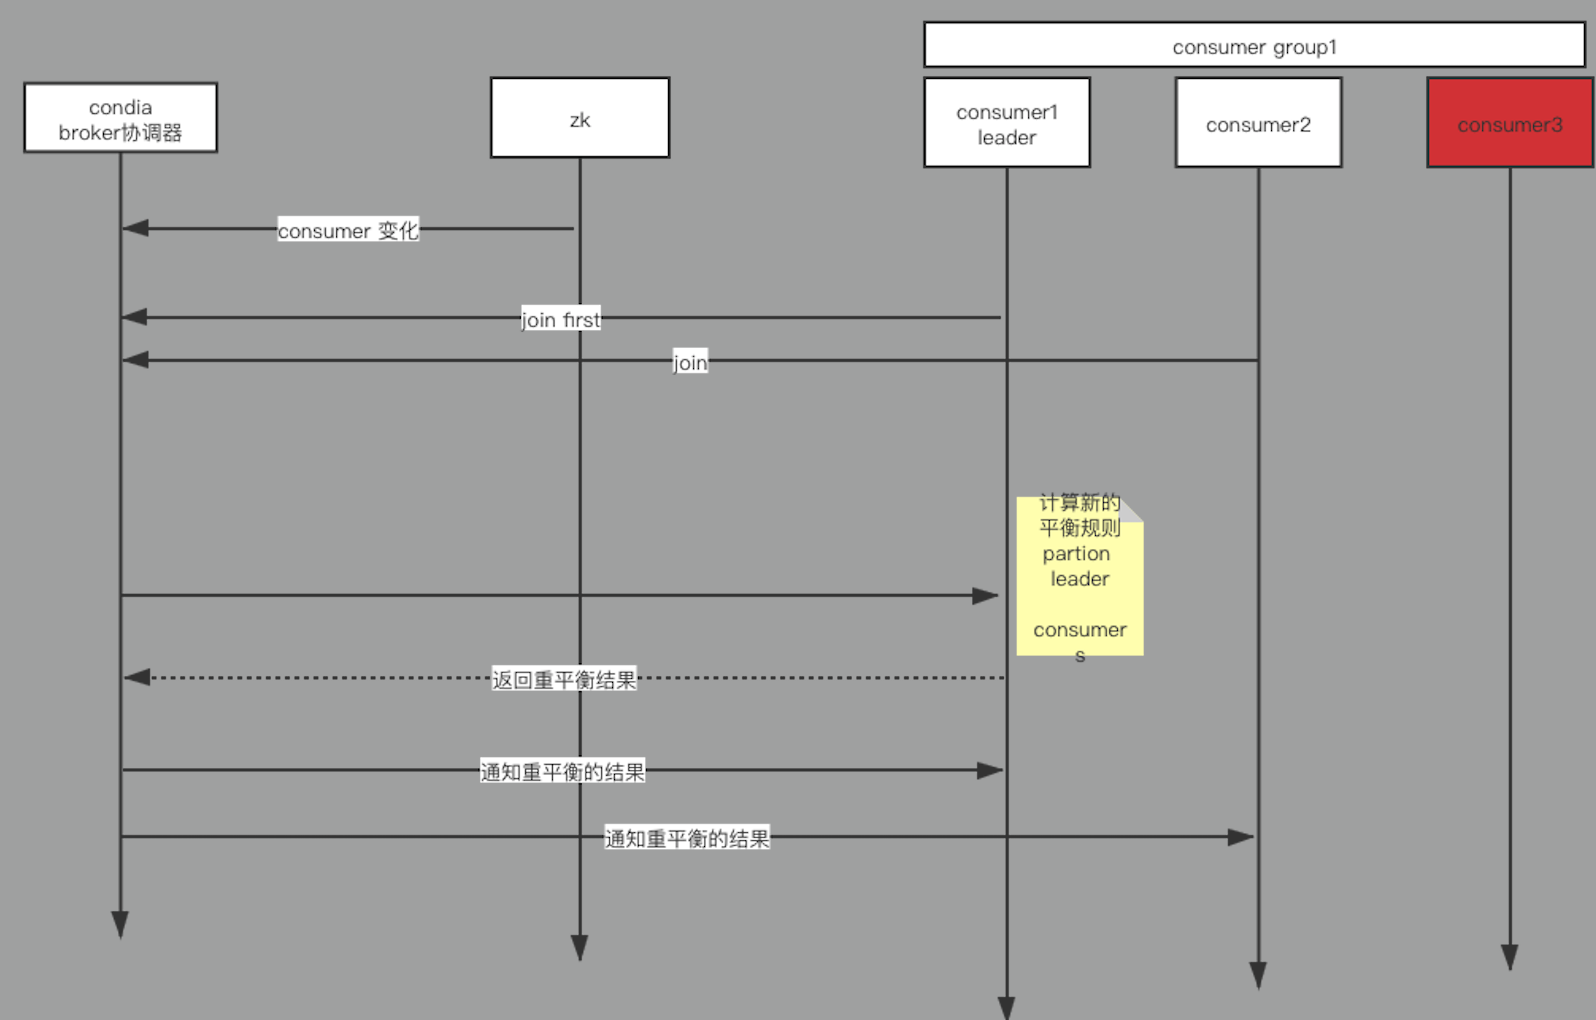 consumer group1
condia
broker协调器
zk
consumer1
leader
consumer2
consumer3
consumer 变化
join first
join
计算新的
平衡规则
partion
leader
consumer
s
返回重平衡结果
通知重平衡的结果
通知重平衡的结果